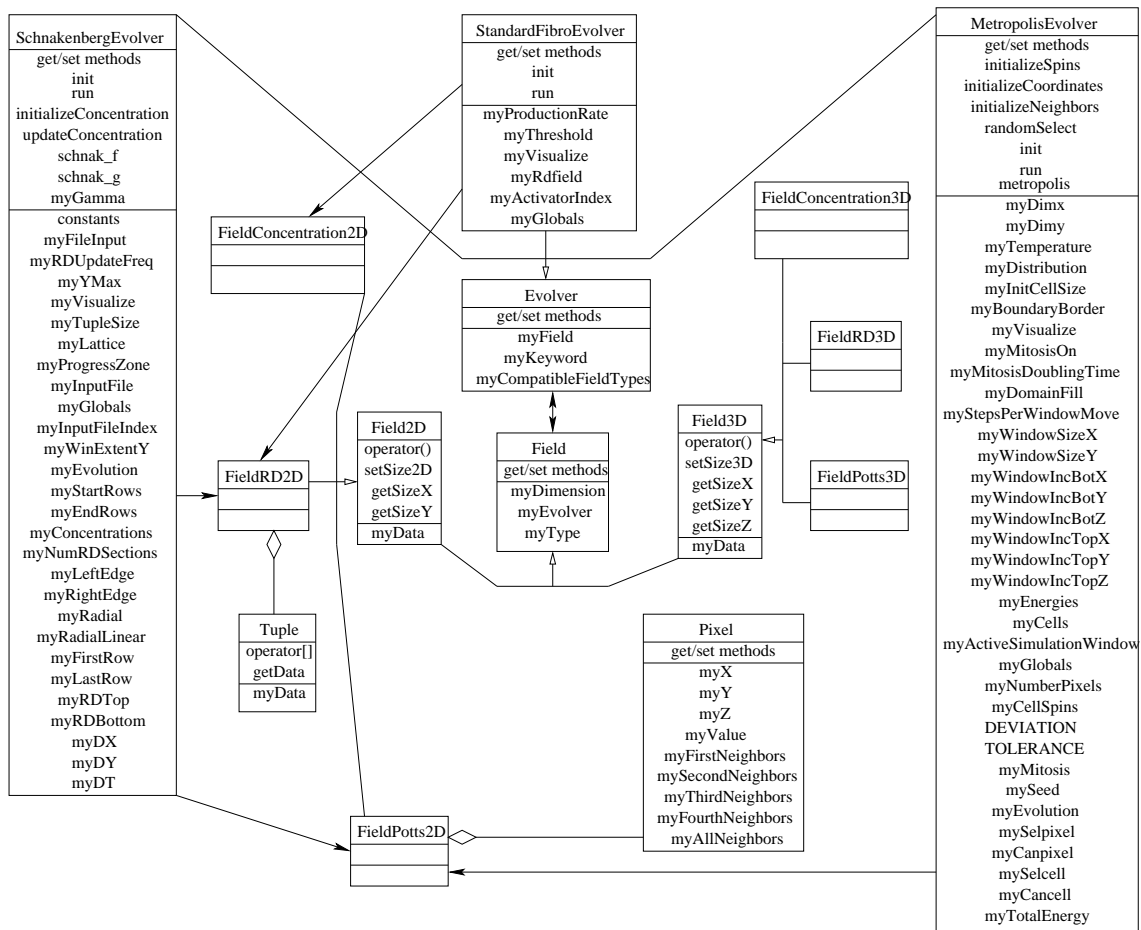 SchnakenbergEvolver
get/set methods
init
run
initializeConcentration
updateConcentration
schnak_f
schnak_g
myGamma
constants
myFileInput
myRDUpdateFreq
myYMax
myVisualize
myTupleSize
myLattice
myProgressZone
myInputFile
myGlobals
myInputFileIndex
myWinExtentY
myEvolution
myStartRows
myEndRows
myConcentrations
myNumRDSections
myLeftEdge
myRightEdge
myRadial
myRadialLinear
myFirstRow
myLastRow
myRDTop
myRDBottom
myDX
myDY
myDT
StandardFibroEvolver
get/set methods
init
run
myProductionRate
myThreshold
myVisualize
myRdfield
myActivatorIndex
myGlobals
FieldConcentration2D
Evolver
get/set methods
myField
myKeyword
myCompatibleFieldTypes
Field2D
operator()
setSize2D
getSizeX
getSizeY
myData
Field
get/set methods
myDimension
myEvolver
myType
Field3D
operator()
setSize3D
getSizeX
getSizeY
getSizeZ
myData
FieldConcentration3D
FieldRD3D
FieldPotts3D
FieldRD2D
Tuple
operator[]
getData
myData
Pixel
get/set methods
myX
myY
myZ
myValue
myFirstNeighbors
mySecondNeighbors
myThirdNeighbors
myFourthNeighbors
myAllNeighbors
FieldPotts2D
MetropolisEvolver
get/set methods
initializeSpins
initializeCoordinates
initializeNeighbors
randomSelect
init
run
metropolis
myDimx
myDimy
myTemperature
myDistribution
myInitCellSize
myBoundaryBorder
myVisualize
myMitosisOn
myMitosisDoublingTime
myDomainFill
myStepsPerWindowMove
myWindowSizeX
myWindowSizeY
myWindowIncBotX
myWindowIncBotY
myWindowIncBotZ
myWindowIncTopX
myWindowIncTopY
myWindowIncTopZ
myEnergies
myCells
myActiveSimulationWindow
myGlobals
myNumberPixels
myCellSpins
DEVIATION
TOLERANCE
myMitosis
mySeed
myEvolution
mySelpixel
myCanpixel
mySelcell
myCancell
myTotalEnergy